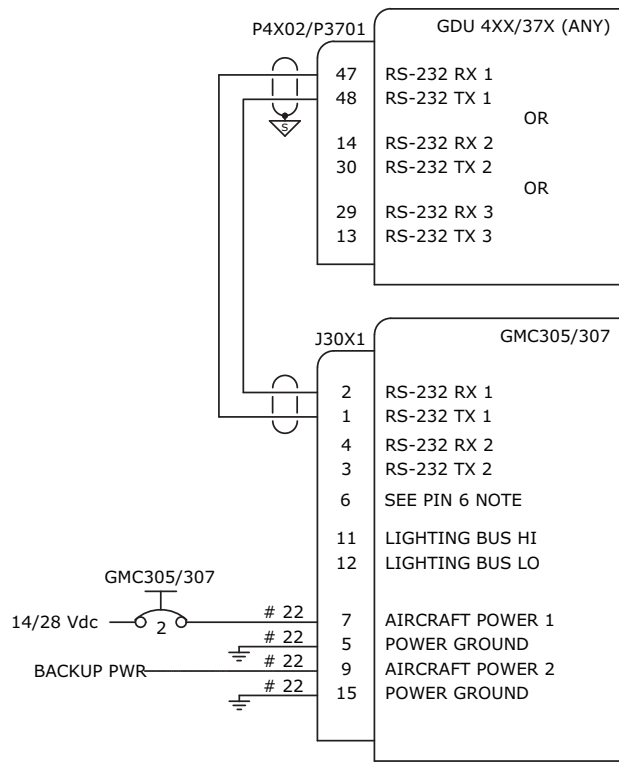 P4X02/P3701 GDU 4XX/37X (ANY)
47 RS-232 RX 1
48 RS-232 TX 1
OR
S
14 RS-232 RX 2
30 RS-232 TX 2
OR
29 RS-232 RX 3
13 RS-232 TX 3
J30X1 GMC305/307
2 RS-232 RX 1
1 RS-232 TX 1
4 RS-232 RX 2
3 RS-232 TX 2
6 SEE PIN 6 NOTE
11 LIGHTING BUS HI
12 LIGHTING BUS LO
GMC305/307
14/28 Vdc 2 # 22 7 AIRCRAFT POWER 1
# 22 5 POWER GROUND
BACKUP PWR # 22 9 AIRCRAFT POWER 2
# 22 15 POWER GROUND